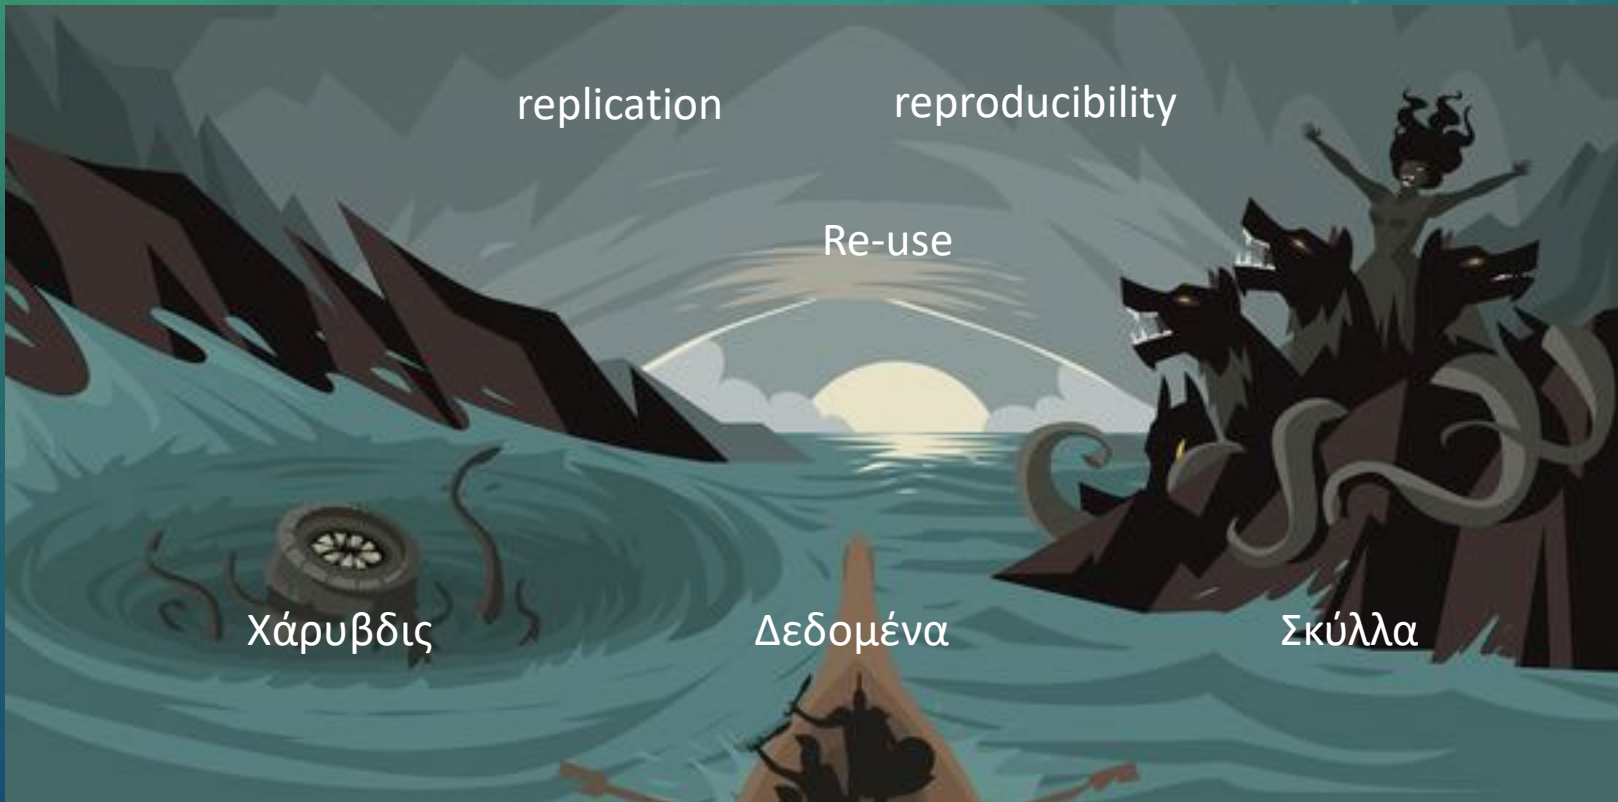 replication
reproducibility
Re-use
Χάρυβδις
Δεδομένα
Σκύλλα